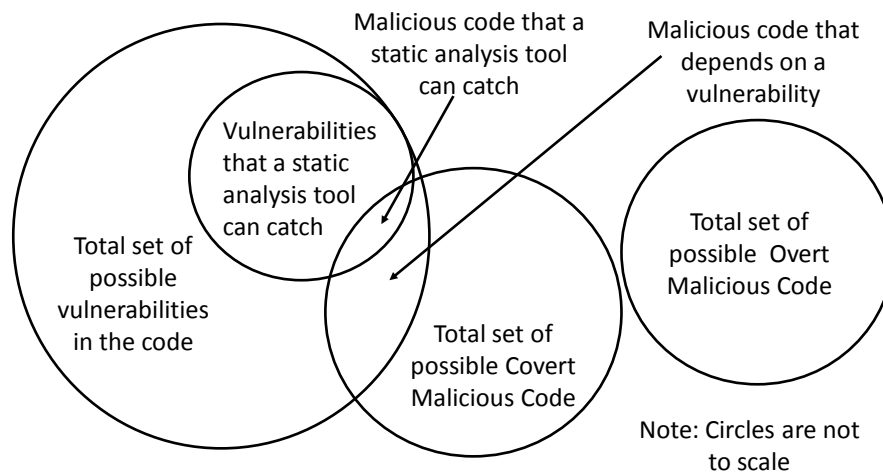 Malicious code that a
static analysis tool
can catch
Malicious code that
depends on a
vulnerability
Vulnerabilities
that a static
analysis tool
can catch
Total set of
possible
vulnerabilities
in the code
Total set of
possible Covert
Malicious Code
Total set of
possible Overt
Malicious Code
Note: Circles are not
to scale